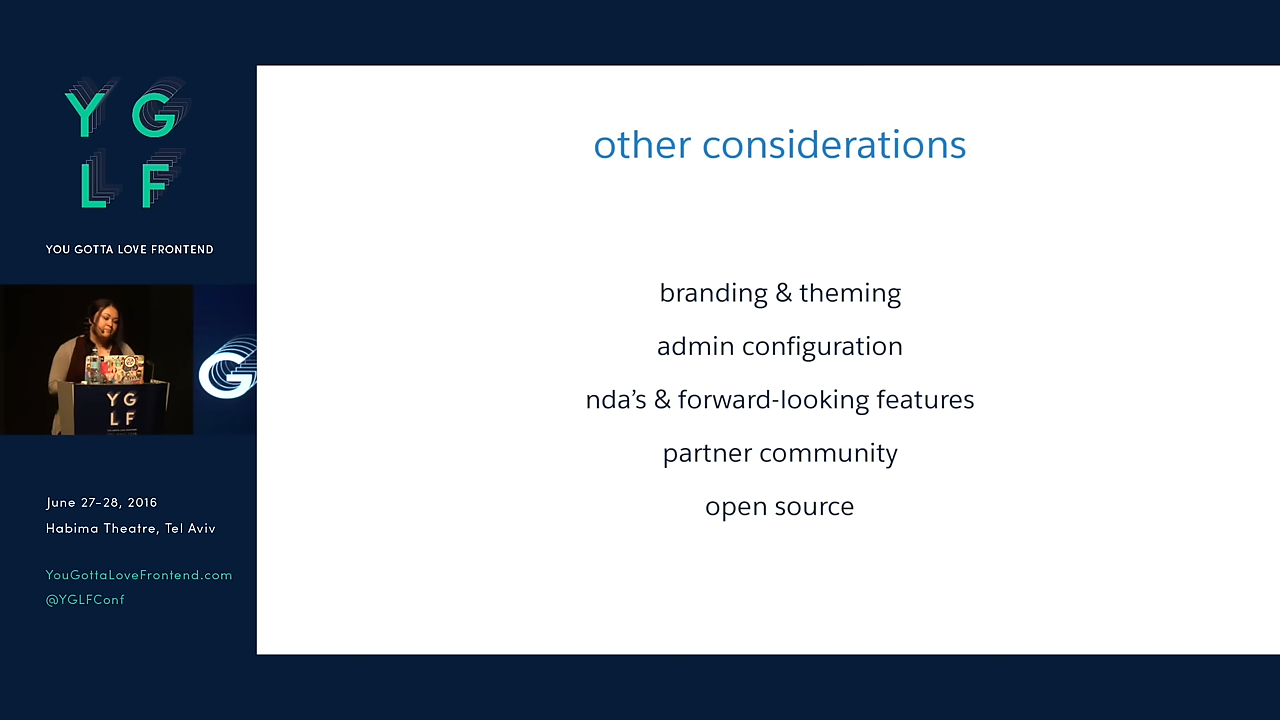 Y G
L F
YOU GOTTA LOVE FRONTEND
G
Y G
L F
June 27-28, 2016
Habima Theatre, Tel Aviv
YouGottaLoveFrontend.com
@YGLFConf
other considerations
branding & theming
admin configuration
nda's & forward-looking features
partner community
open source